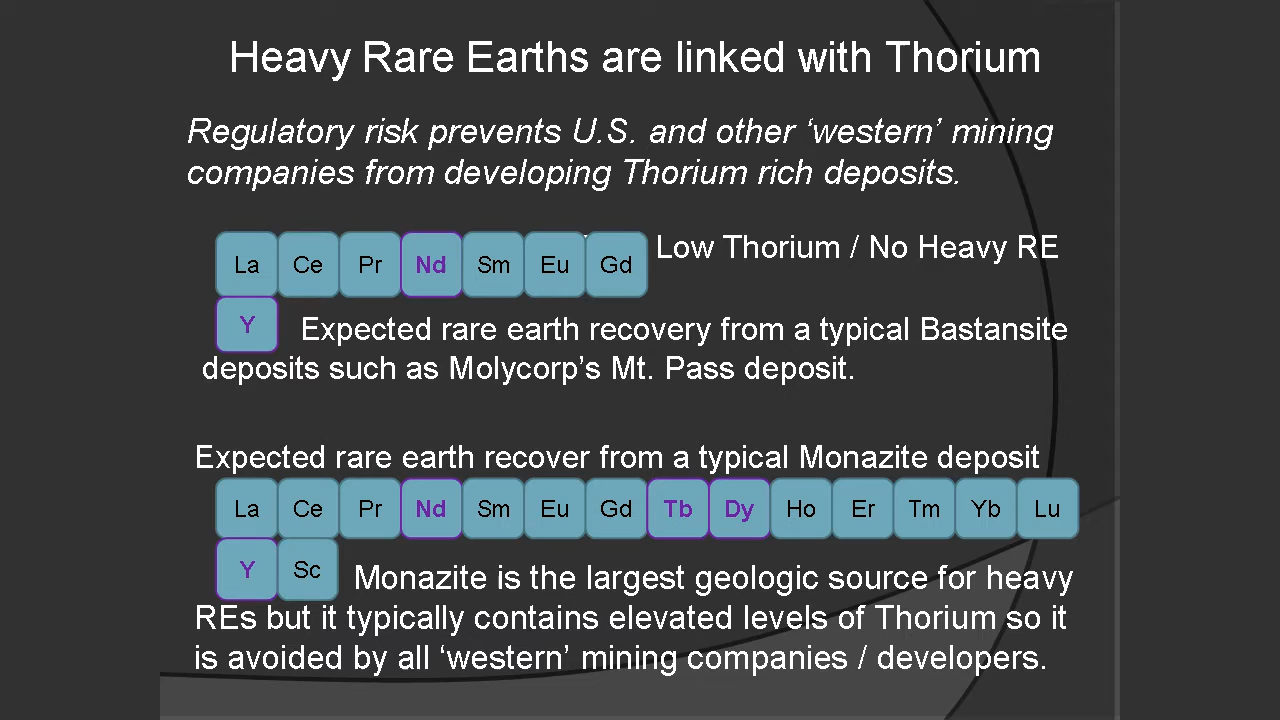 Heavy Rare Earths are linked with Thorium
Regulatory risk prevents U.S. and other ‘western’ mining
companies from developing Thorium rich deposits.
La Ce Pr Nd Sm Eu Gd Low Thorium / No Heavy RE
Y Expected rare earth recovery from a typical Bastansite
deposits such as Molycorp’s Mt. Pass deposit.
Expected rare earth recover from a typical Monazite deposit
La Ce Pr Nd Sm Eu Gd Tb Dy Ho Er Tm Yb Lu
Y Sc Monazite is the largest geologic source for heavy
REs but it typically contains elevated levels of Thorium so it
is avoided by all ‘western’ mining companies / developers.